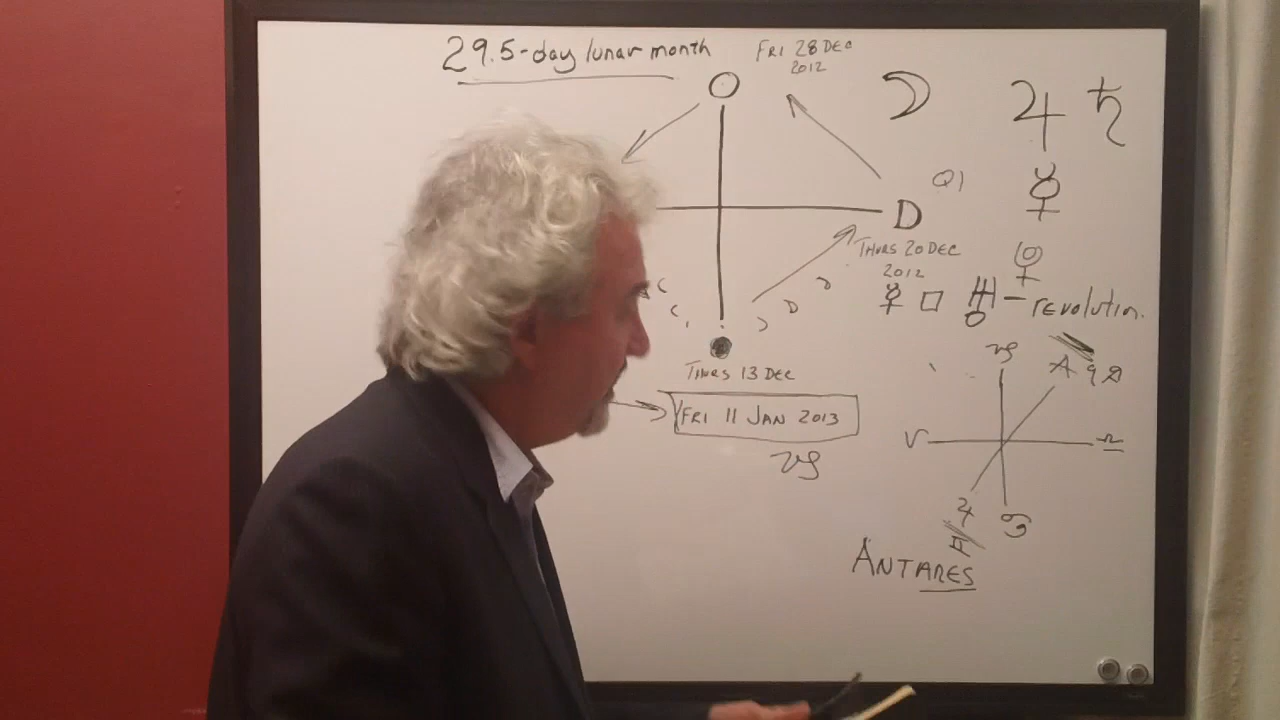 29.5-day lunar month
FRI 28 DEC
2012
☽ ♃ ♄
Q1
☿
D
THURS 20 DEC
2012
♀
☿ □ ♅ – REVOLUTION.
THURS 13 DEC
FRI 11 JAN 2013
♑
♑
A
♈
♎
♃
♋
ANTARES